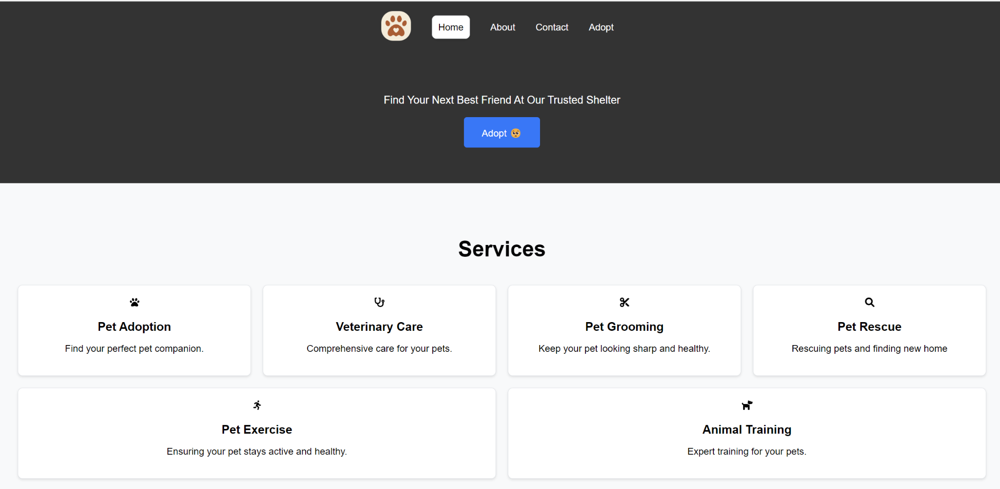 Home About Contact Adopt
Find Your Next Best Friend At Our Trusted Shelter
Adopt 🥺
Services
Pet Adoption
Find your perfect pet companion.
Veterinary Care
Comprehensive care for your pets.
Pet Grooming
Keep your pet looking sharp and healthy.
Pet Rescue
Rescuing pets and finding new home
Pet Exercise
Ensuring your pet stays active and healthy.
Animal Training
Expert training for your pets.